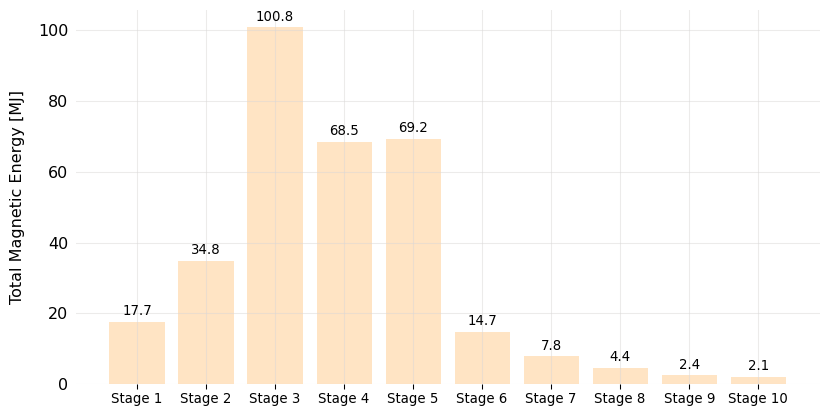 Total Magnetic Energy [MJ]
100
80
60
40
20
0
17.7
34.8
100.8
68.5
69.2
14.7
7.8
4.4
2.4
2.1
Stage 1
Stage 2
Stage 3
Stage 4
Stage 5
Stage 6
Stage 7
Stage 8
Stage 9
Stage 10